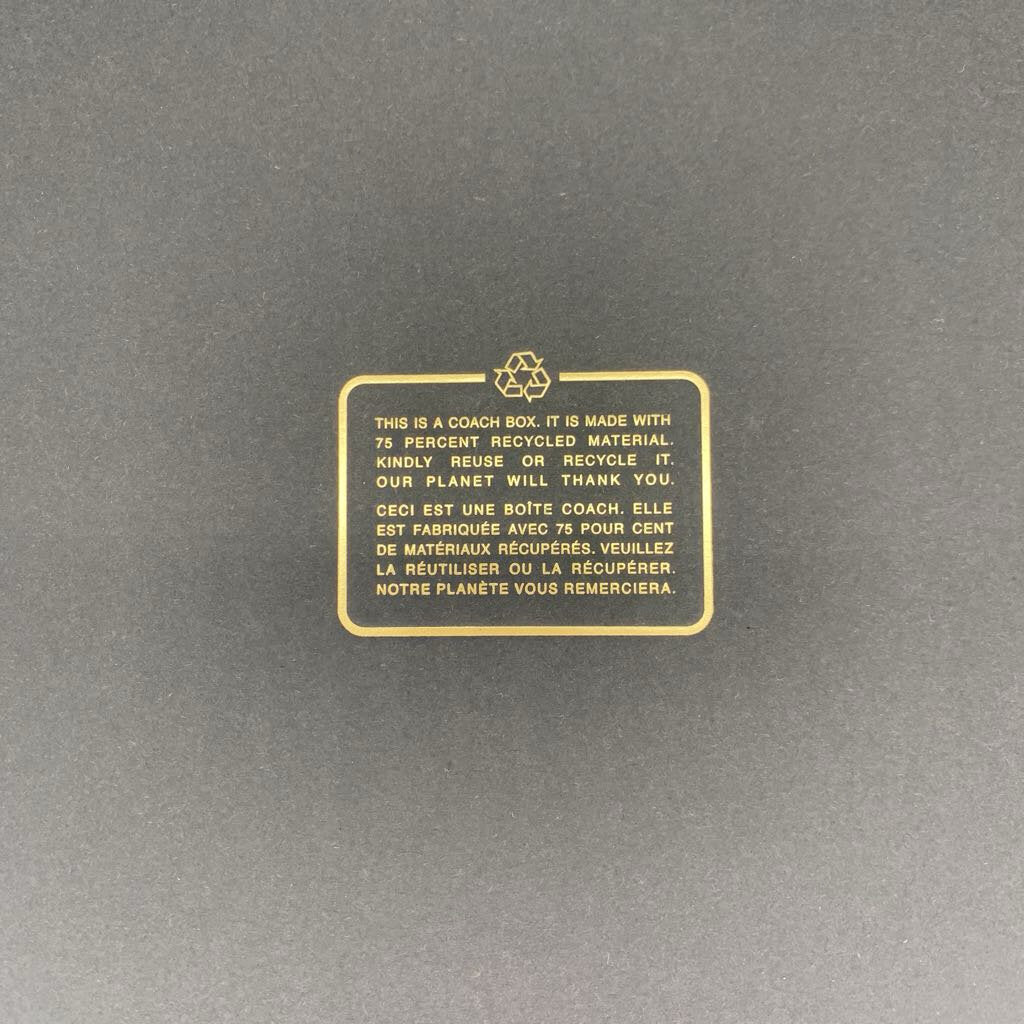 THIS IS A COACH BOX. IT IS MADE WITH
75 PERCENT RECYCLED MATERIAL.
KINDLY REUSE OR RECYCLE IT.
OUR PLANET WILL THANK YOU.
CECI EST UNE BOÎTE COACH. ELLE
EST FABRIQUÉE AVEC 75 POUR CENT
DE MATÉRIAUX RÉCUPÉRÉS. VEUILLEZ
LA RÉUTILISER OU LA RÉCUPÉRER.
NOTRE PLANÈTE VOUS REMERCIERA.